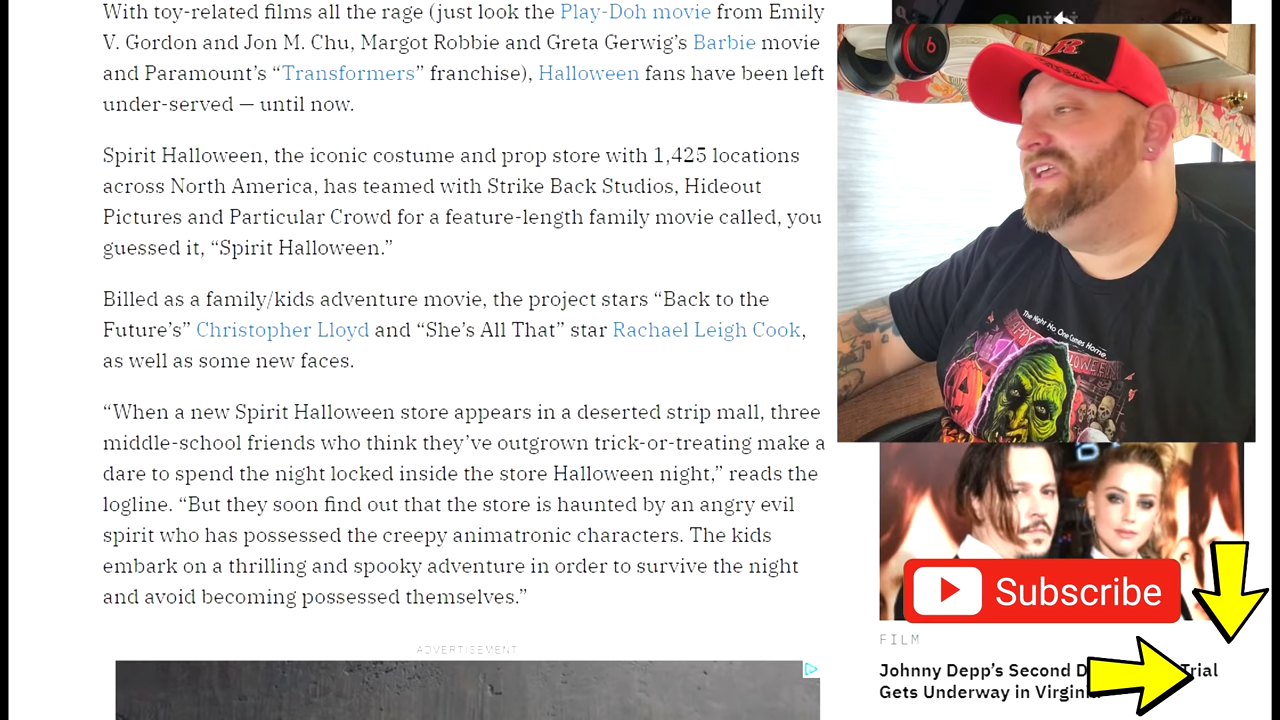 With toy-related films all the rage (just look the Play-Doh movie from Emily
V. Gordon and Jon M. Chu, Margot Robbie and Greta Gerwig’s Barbie movie
and Paramount’s “Transformers” franchise), Halloween fans have been left
under-served — until now.
Spirit Halloween, the iconic costume and prop store with 1,425 locations
across North America, has teamed with Strike Back Studios, Hideout
Pictures and Particular Crowd for a feature-length family movie called, you
guessed it, “Spirit Halloween.”
Billed as a family/kids adventure movie, the project stars “Back to the
Future’s” Christopher Lloyd and “She’s All That” star Rachael Leigh Cook,
as well as some new faces.
“When a new Spirit Halloween store appears in a deserted strip mall, three
middle-school friends who think they’ve outgrown trick-or-treating make a
dare to spend the night locked inside the store Halloween night,” reads the
logline. “But they soon find out that the store is haunted by an angry evil
spirit who has possessed the creepy animatronic characters. The kids
embark on a thrilling and spooky adventure in order to survive the night
and avoid becoming possessed themselves.”
ADVERTISEMENT
R
The Night No One Comes Home
Subscribe
FILM
Johnny Depp’s Second D Trial
Gets Underway in Virginia